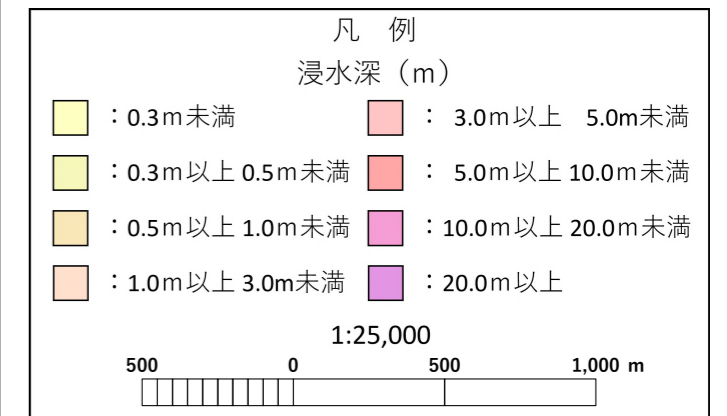 凡 例
浸水深（m）
：0.3m未満
： 3.0m以上 5.0m未満
：0.3m以上 0.5m未満
： 5.0m以上 10.0m未満
：0.5m以上 1.0m未満
：10.0m以上 20.0m未満
：1.0m以上 3.0m未満
：20.0m以上
1:25,000
500 0 500 1,000 m